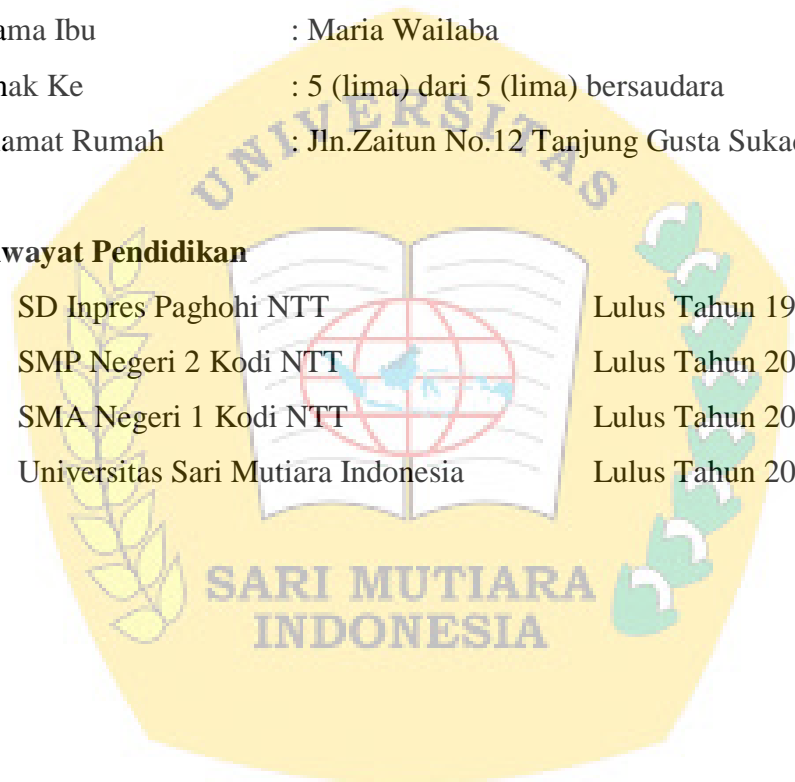 ama Ibu : Maria Wailaba
nak Ke : 5 (lima) dari 5 (lima) bersaudara
lamat Rumah : Jln.Zaitun No.12 Tanjung Gusta Suka
wayat Pendidikan
SD Inpres Paghohi NTT Lulus Tahun 19
SMP Negeri 2 Kodi NTT Lulus Tahun 20
SMA Negeri 1 Kodi NTT Lulus Tahun 20
Universitas Sari Mutiara Indonesia Lulus Tahun 20
UNIVERSITAS
SARI MUTIARA
INDONESIA